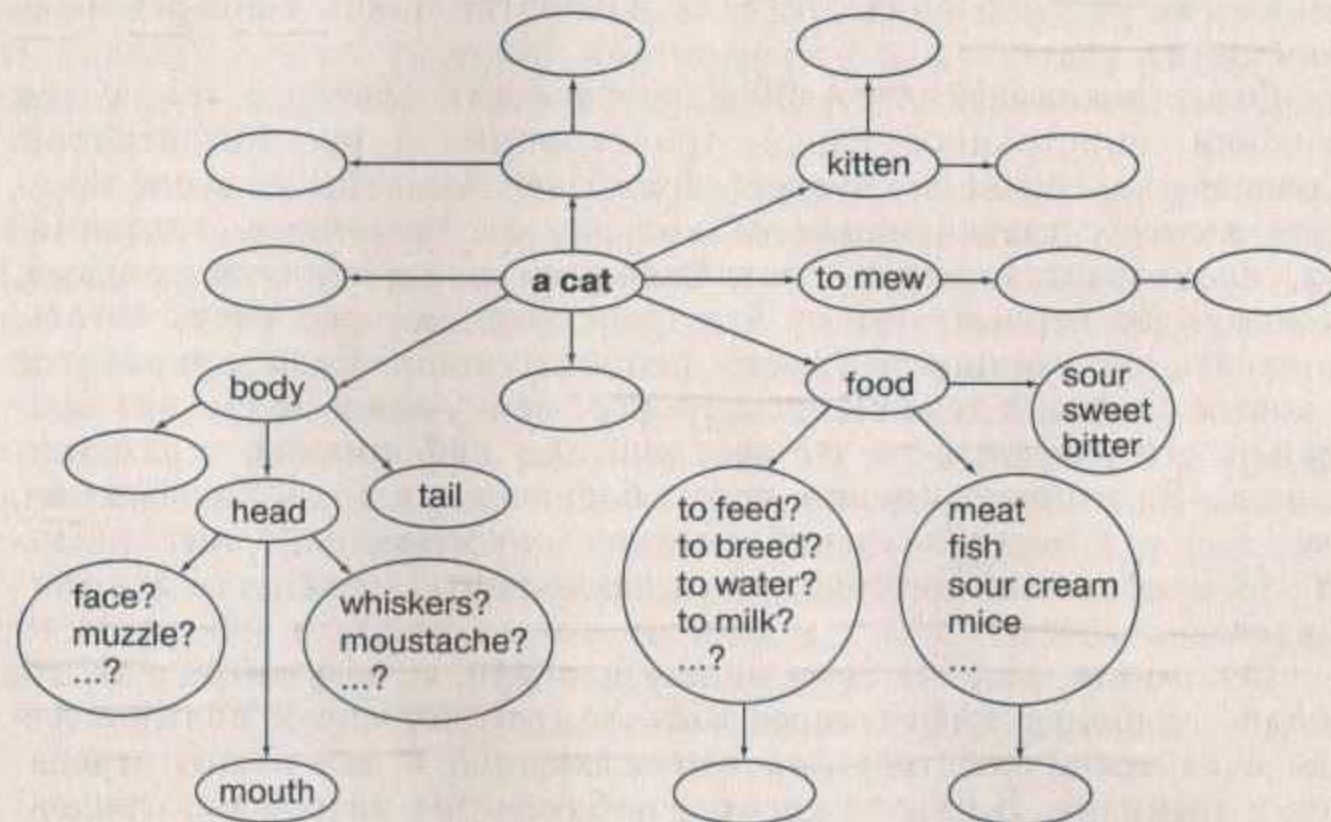 kitten
a cat
to mew
body
food
sour
sweet
bitter
head
tail
to feed?
to breed?
to water?
to milk?
...?
meat
fish
sour cream
mice
...
face?
muzzle?
...?
whiskers?
moustache?
...?
mouth